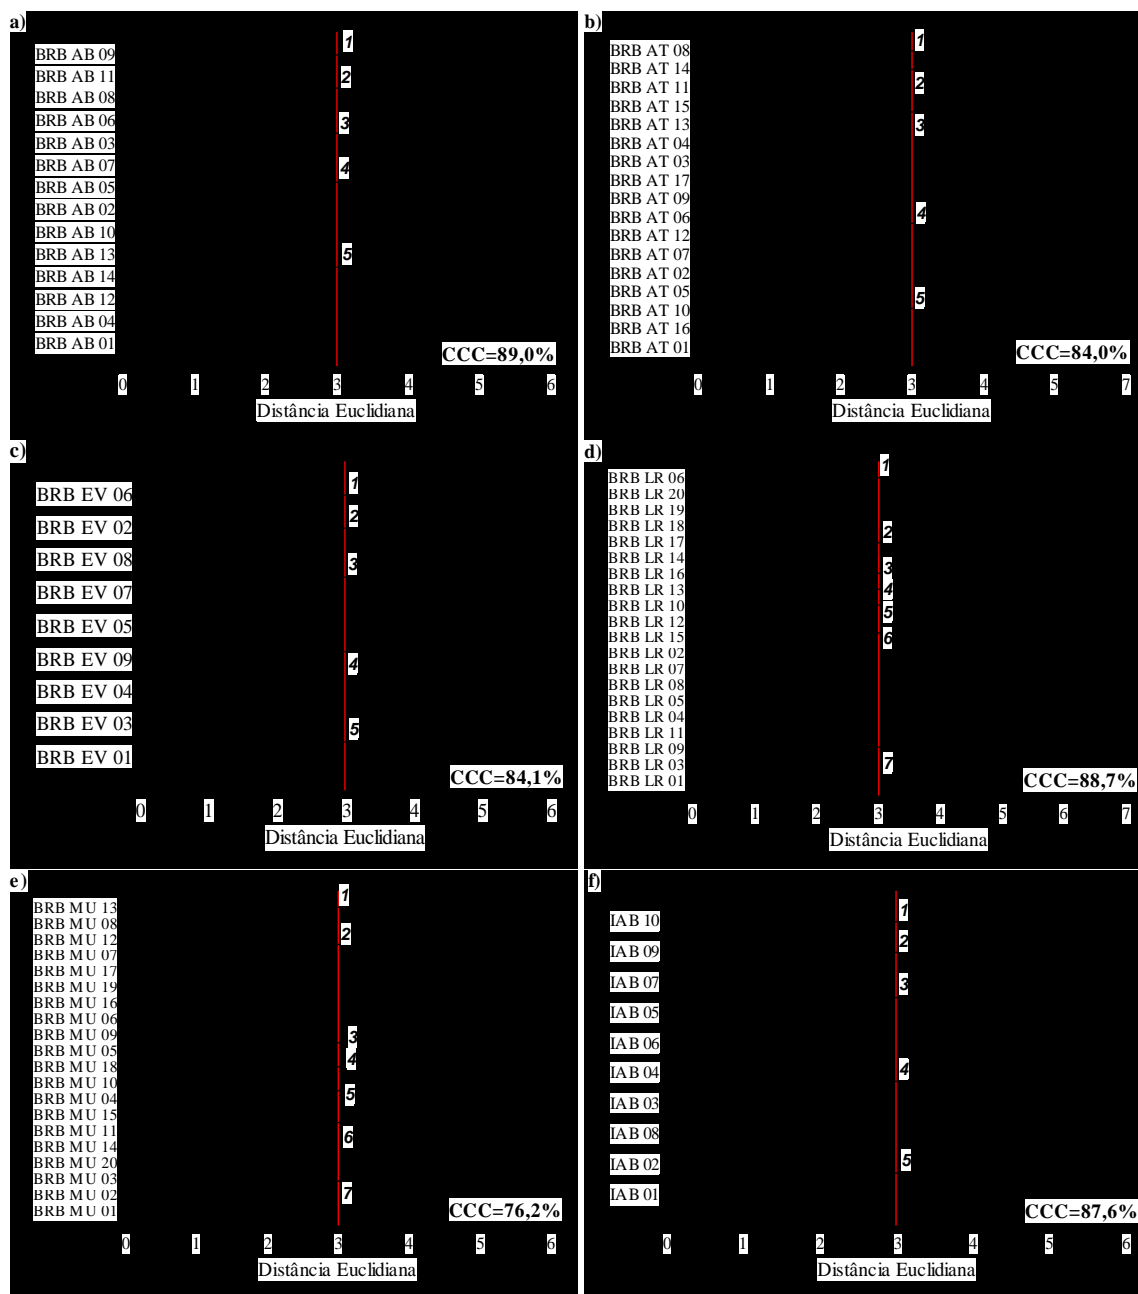 a)
1
BRB AB 09
BRB AB 11
2
BRB AB 08
BRB AB 06
3
BRB AB 03
BRB AB 07
4
BRB AB 05
BRB AB 02
BRB AB 10
BRB AB 13
5
BRB AB 14
BRB AB 12
BRB AB 04
BRB AB 01
CCC=89,0%
0 1 2 3 4 5 6
Distância Euclidiana
b)
1
BRB AT 08
BRB AT 14
2
BRB AT 11
BRB AT 15
BRB AT 13
3
BRB AT 04
BRB AT 03
BRB AT 17
BRB AT 09
4
BRB AT 06
BRB AT 12
BRB AT 07
BRB AT 02
BRB AT 05
5
BRB AT 10
BRB AT 16
BRB AT 01
CCC=84,0%
0 1 2 3 4 5 6 7
Distância Euclidiana
c)
1
BRB EV 06
2
BRB EV 02
BRB EV 08
3
BRB EV 07
BRB EV 05
BRB EV 09
4
BRB EV 04
BRB EV 03
5
BRB EV 01
CCC=84,1%
0 1 2 3 4 5 6
Distância Euclidiana
d)
1
BRB LR 06
BRB LR 20
BRB LR 19
BRB LR 18
2
BRB LR 17
BRB LR 14
3
BRB LR 16
BRB LR 13
4
BRB LR 10
5
BRB LR 12
BRB LR 15
6
BRB LR 02
BRB LR 07
BRB LR 08
BRB LR 05
BRB LR 04
BRB LR 11
BRB LR 09
BRB LR 03
7
BRB LR 01
CCC=88,7%
0 1 2 3 4 5 6 7
Distância Euclidiana
e)
1
BRB MU 13
BRB MU 08
2
BRB MU 12
BRB MU 07
BRB MU 17
BRB MU 19
BRB MU 16
BRB MU 06
BRB MU 09
3
BRB MU 05
4
BRB MU 18
BRB MU 10
5
BRB MU 04
BRB MU 15
BRB MU 11
6
BRB MU 14
BRB MU 20
BRB MU 03
BRB MU 02
7
BRB MU 01
CCC=76,2%
0 1 2 3 4 5 6
Distância Euclidiana
f)
1
IAB 10
2
IAB 09
IAB 07
3
IAB 05
IAB 06
IAB 04
4
IAB 03
IAB 08
IAB 02
5
IAB 01
CCC=87,6%
0 1 2 3 4 5 6
Distância Euclidiana